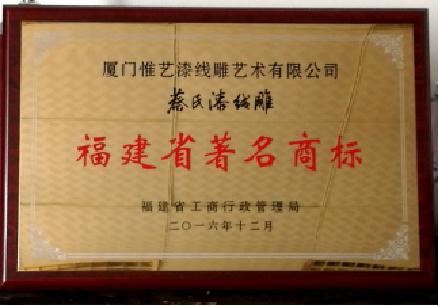 厦门惟艺漆线雕艺术有限公司
蔡氏漆线雕
福建省著名商标
福建省工商行政管理局
二〇一六年十二月